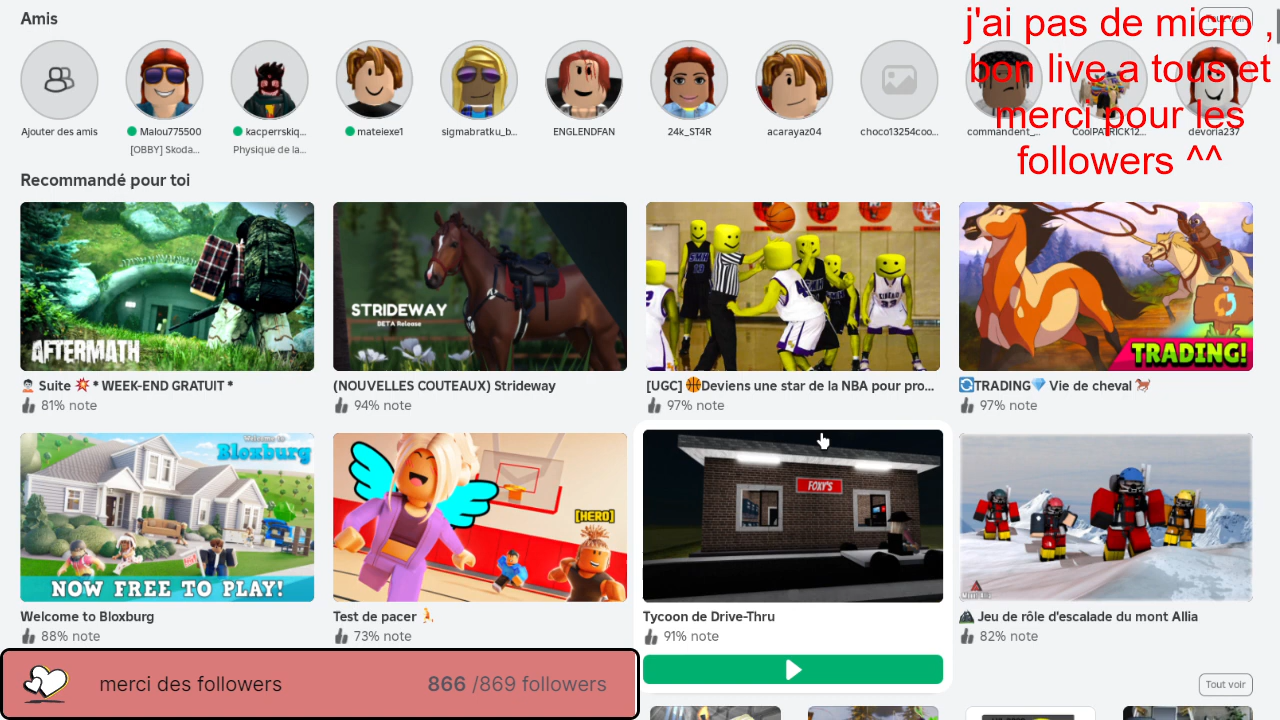 Amis
j'ai pas de micro ,
bon live a tous et
merci pour les
followers ^^
Ajouter des amis
Malou775500
kacperrskiq...
mateiexe1
sigmabratku_b...
ENGLENDFAN
24k_ST4R
acarayaz04
choco13254coo...
commandent_...
CoolPATRICK12...
devoria237
[OBBY] Skoda...
Physique de la...
Recommandé pour toi
AFTERMATH
STRIDEWAY
BETA Release
TRADING!
Suite * WEEK-END GRATUIT *
(NOUVELLES COUTEAUX) Strideway
[UGC] Deviens une star de la NBA pour pro...
TRADING Vie de cheval
81% note
94% note
97% note
97% note
Welcome to
Bloxburg
NOW FREE TO PLAY!
[HERO]
FOXY'S
Welcome to Bloxburg
Test de pacer
Tycoon de Drive-Thru
Jeu de rôle d'escalade du mont Allia
88% note
73% note
91% note
82% note
merci des followers
866 /869 followers
Tout voir